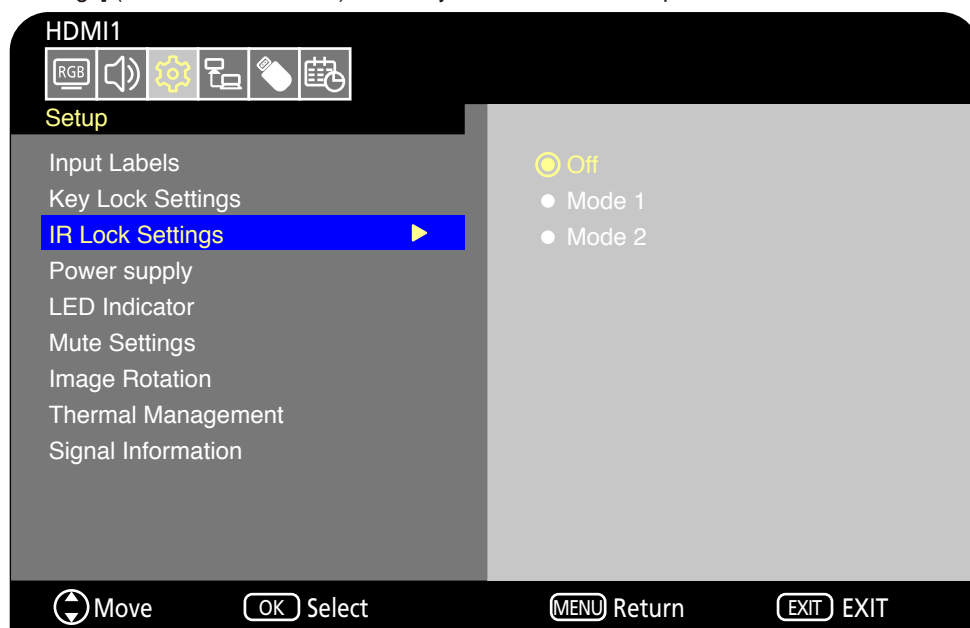 HDMI1
RGB
Setup
Input Labels
Key Lock Settings
IR Lock Settings
Power supply
LED Indicator
Mute Settings
Image Rotation
Thermal Management
Signal Information
Off
Mode 1
Mode 2
Move OK Select MENU Return EXIT EXIT